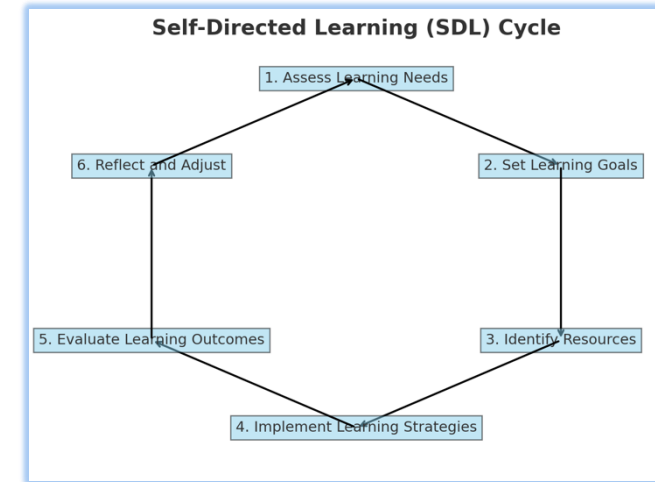 Self-Directed Learning (SDL) Cycle
1. Assess Learning Needs
2. Set Learning Goals
3. Identify Resources
4. Implement Learning Strategies
5. Evaluate Learning Outcomes
6. Reflect and Adjust